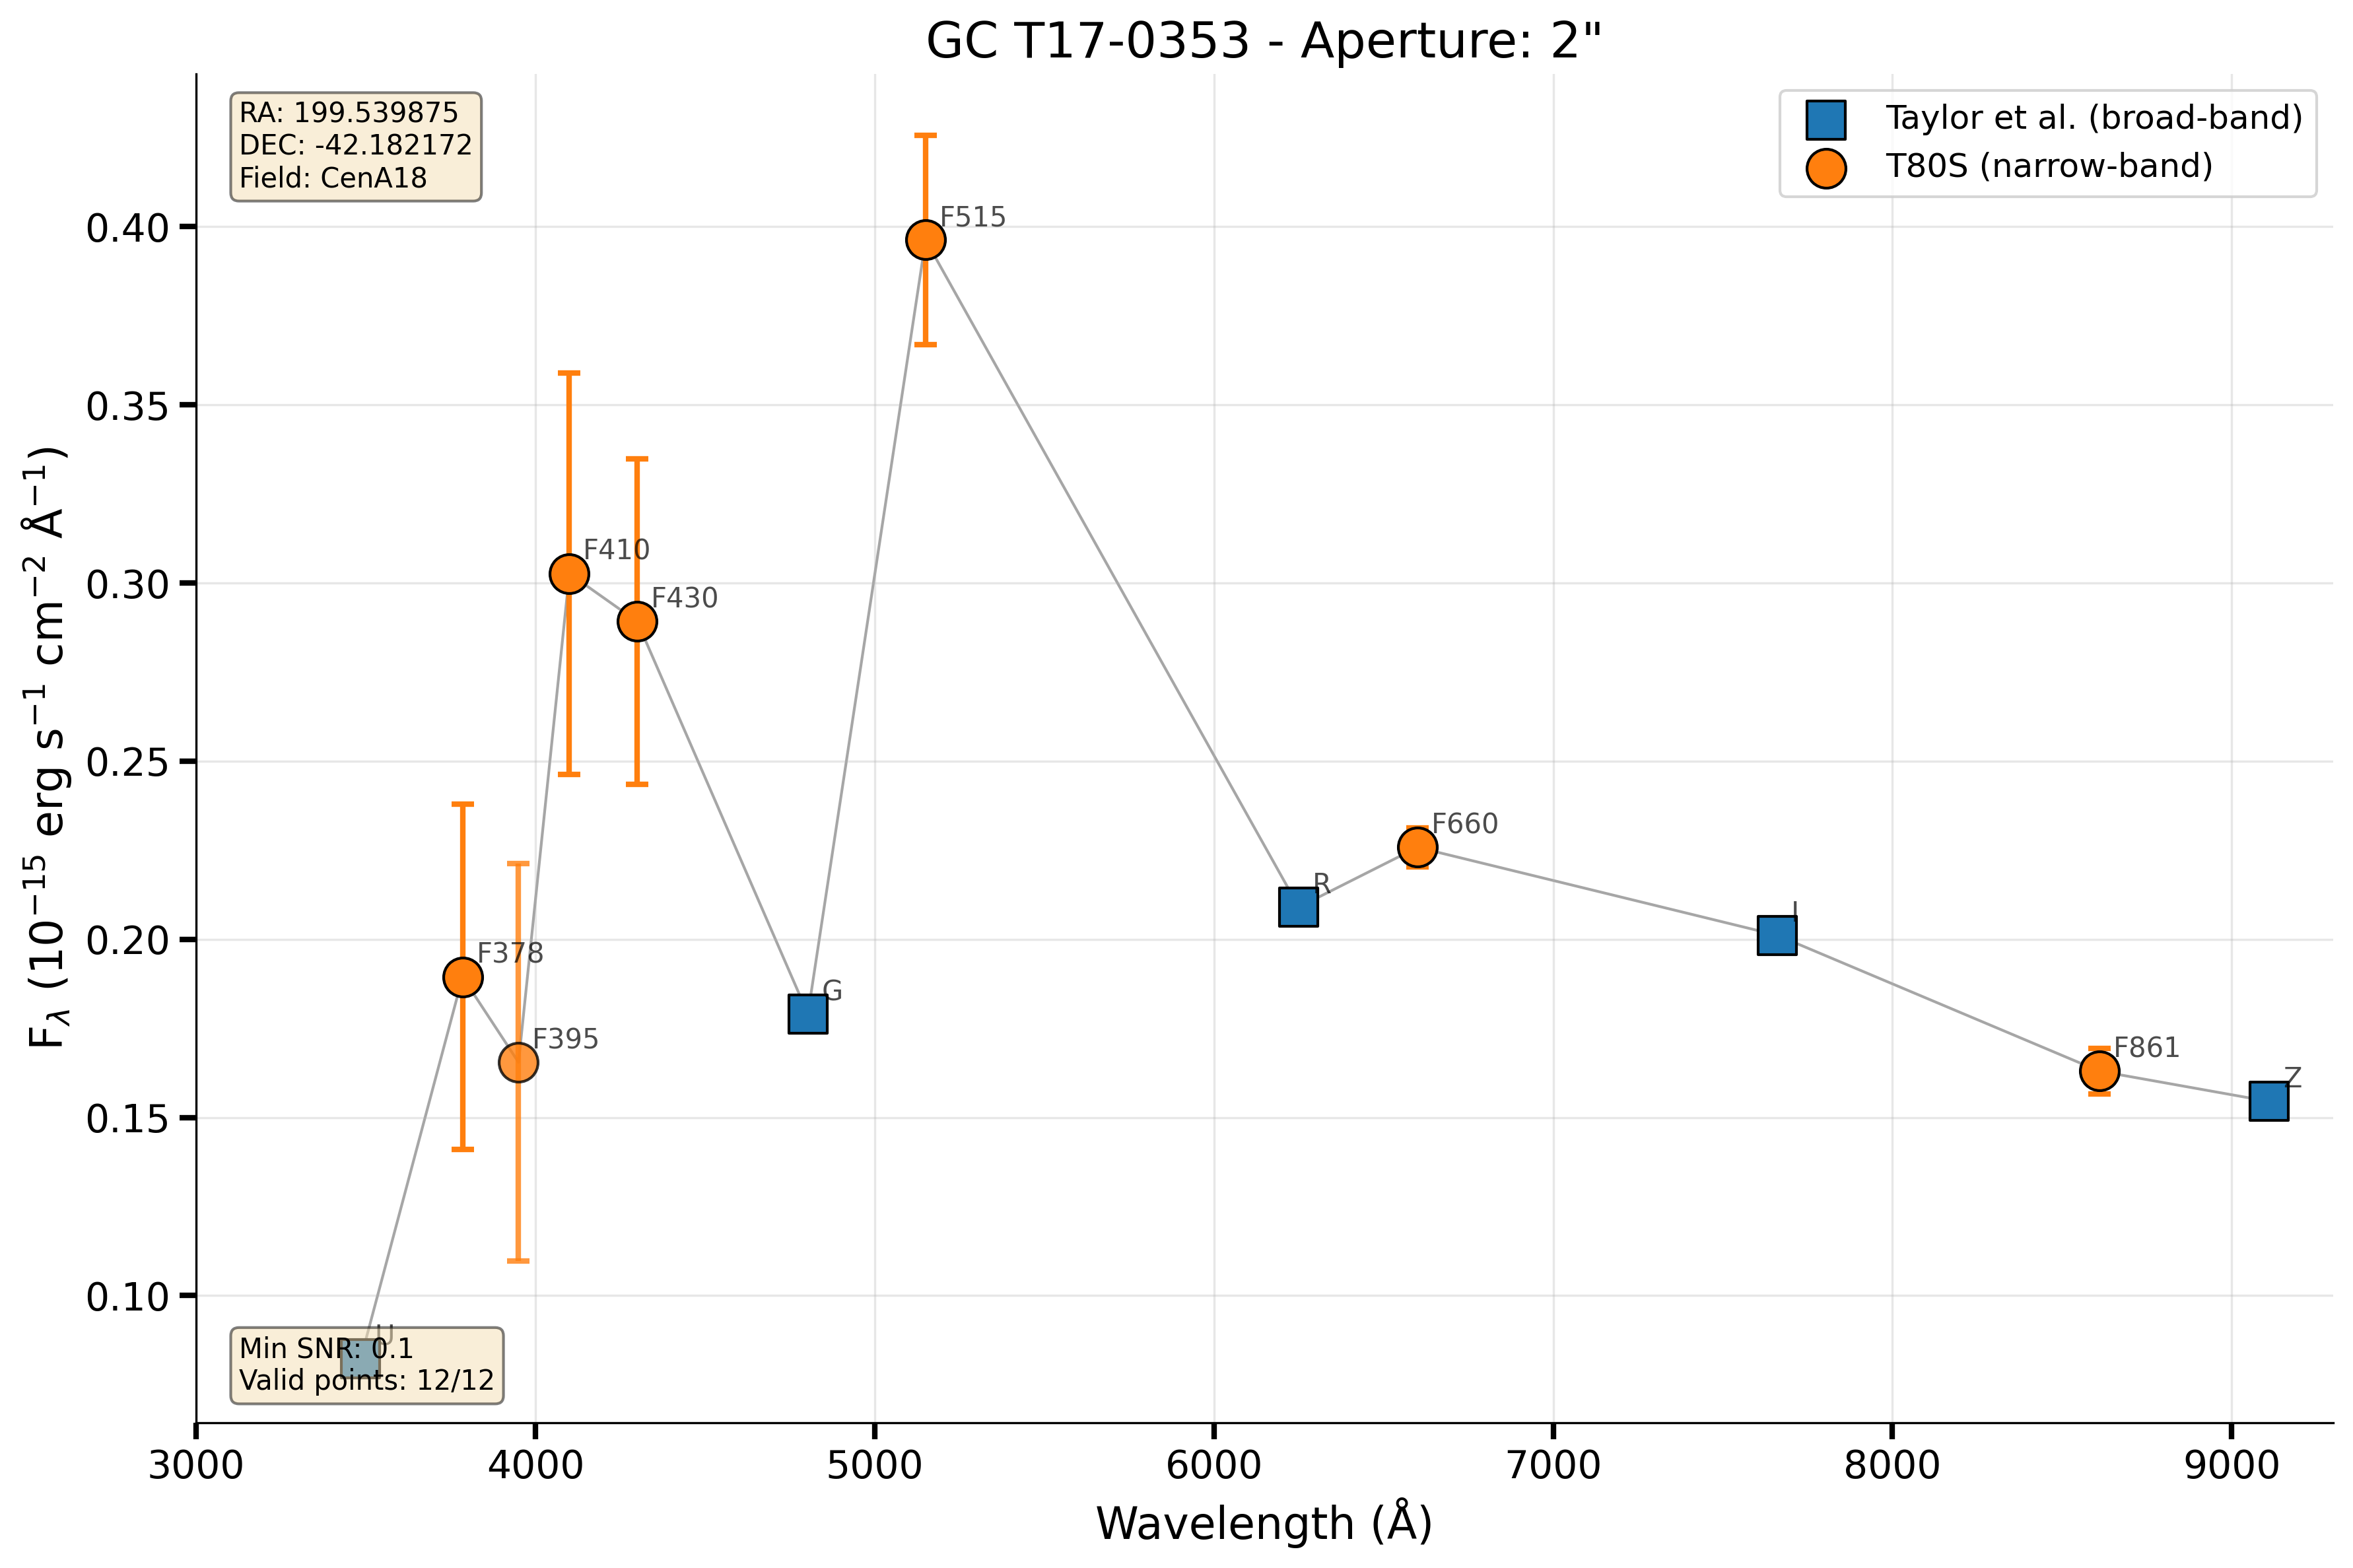 GC T17-0353 - Aperture: 2"
RA: 199.539875
DEC: -42.182172
Field: CenA18
Taylor et al. (broad-band)
T80S (narrow-band)
F515
F410
F430
F378
F395
G
R
F660
I
F861
Z
U
Min SNR: 0.1
Valid points: 12/12
0.40
0.35
0.30
0.25
0.20
0.15
0.10
F_λ (10⁻¹⁵ erg s⁻¹ cm⁻² Å⁻¹)
3000 4000 5000 6000 7000 8000 9000
Wavelength (Å)